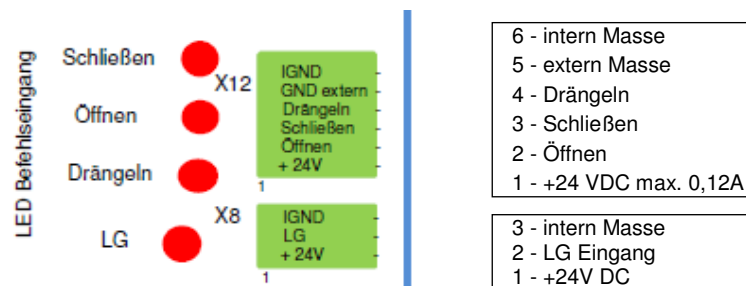 LED Befehlseingang
Schließen
Öffnen
Drängeln
LG
X12
IGND
GND extern -
Drängeln -
Schließen -
Öffnen -
+ 24V -
1
X8
IGND -
LG -
+ 24V -
1
6 - intern Masse
5 - extern Masse
4 - Drängeln
3 - Schließen
2 - Öffnen
1 - +24 VDC max. 0,12A
3 - intern Masse
2 - LG Eingang
1 - +24V DC